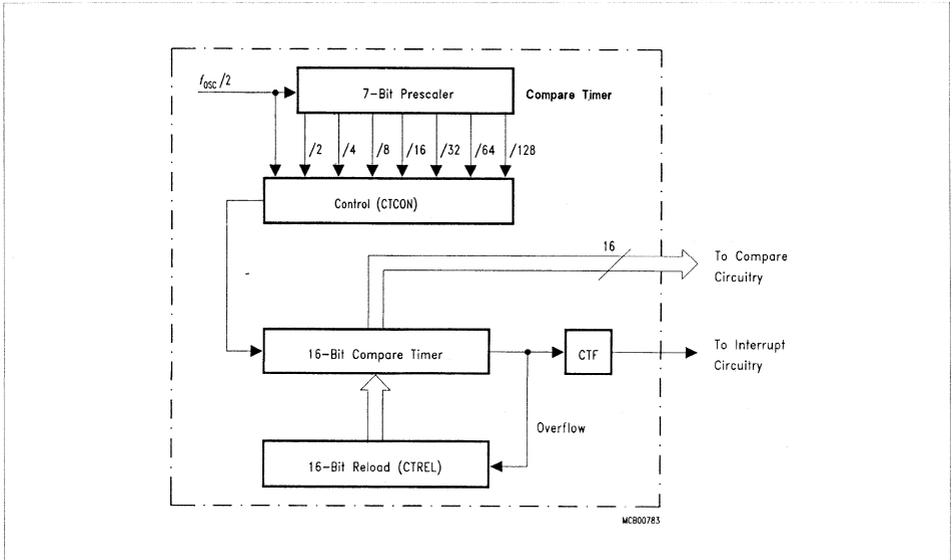 f_OSC/2
7-Bit Prescaler
Compare Timer
/2 /4 /8 /16 /32 /64 /128
Control (CTCON)
16
To Compare
Circuitry
16-Bit Compare Timer
CTF
To Interrupt
Circuitry
Overflow
16-Bit Reload (CTREL)
MCB00783